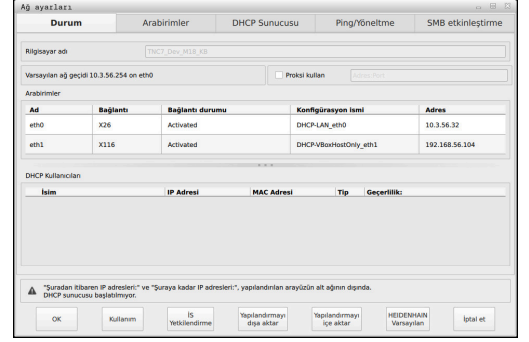 Ağ ayarları
Durum Arabirimler DHCP Sunucusu Ping/Yöneltme SMB etkinleştirme
Bilgisayar adı TNC7_Dev_M18_KB
Varsayılan ağ geçidi 10.3.56.254 on eth0 Proksi kullan Adres:Port
Arabirimler
Ad Bağlantı Bağlantı durumu Konfigürasyon ismi Adres
eth0 X26 Activated DHCP-LAN_eth0 10.3.56.32
eth1 X116 Activated DHCP-VBoxHostOnly_eth1 192.168.56.104
DHCP Kullanıcıları
İsim IP Adresi MAC Adresi Tip Geçerlilik:
"Şuradan itibaren IP adresleri:" ve "Şuraya kadar IP adresleri:", yapılandırılan arayüzün alt ağının dışında.
DHCP sunucusu başlatılmıyor.
OK Kullanım İS Yetkilendirme Yapılandırmayı dışa aktar Yapılandırmayı içe aktar HEIDENHAIN Varsayılan İptal et